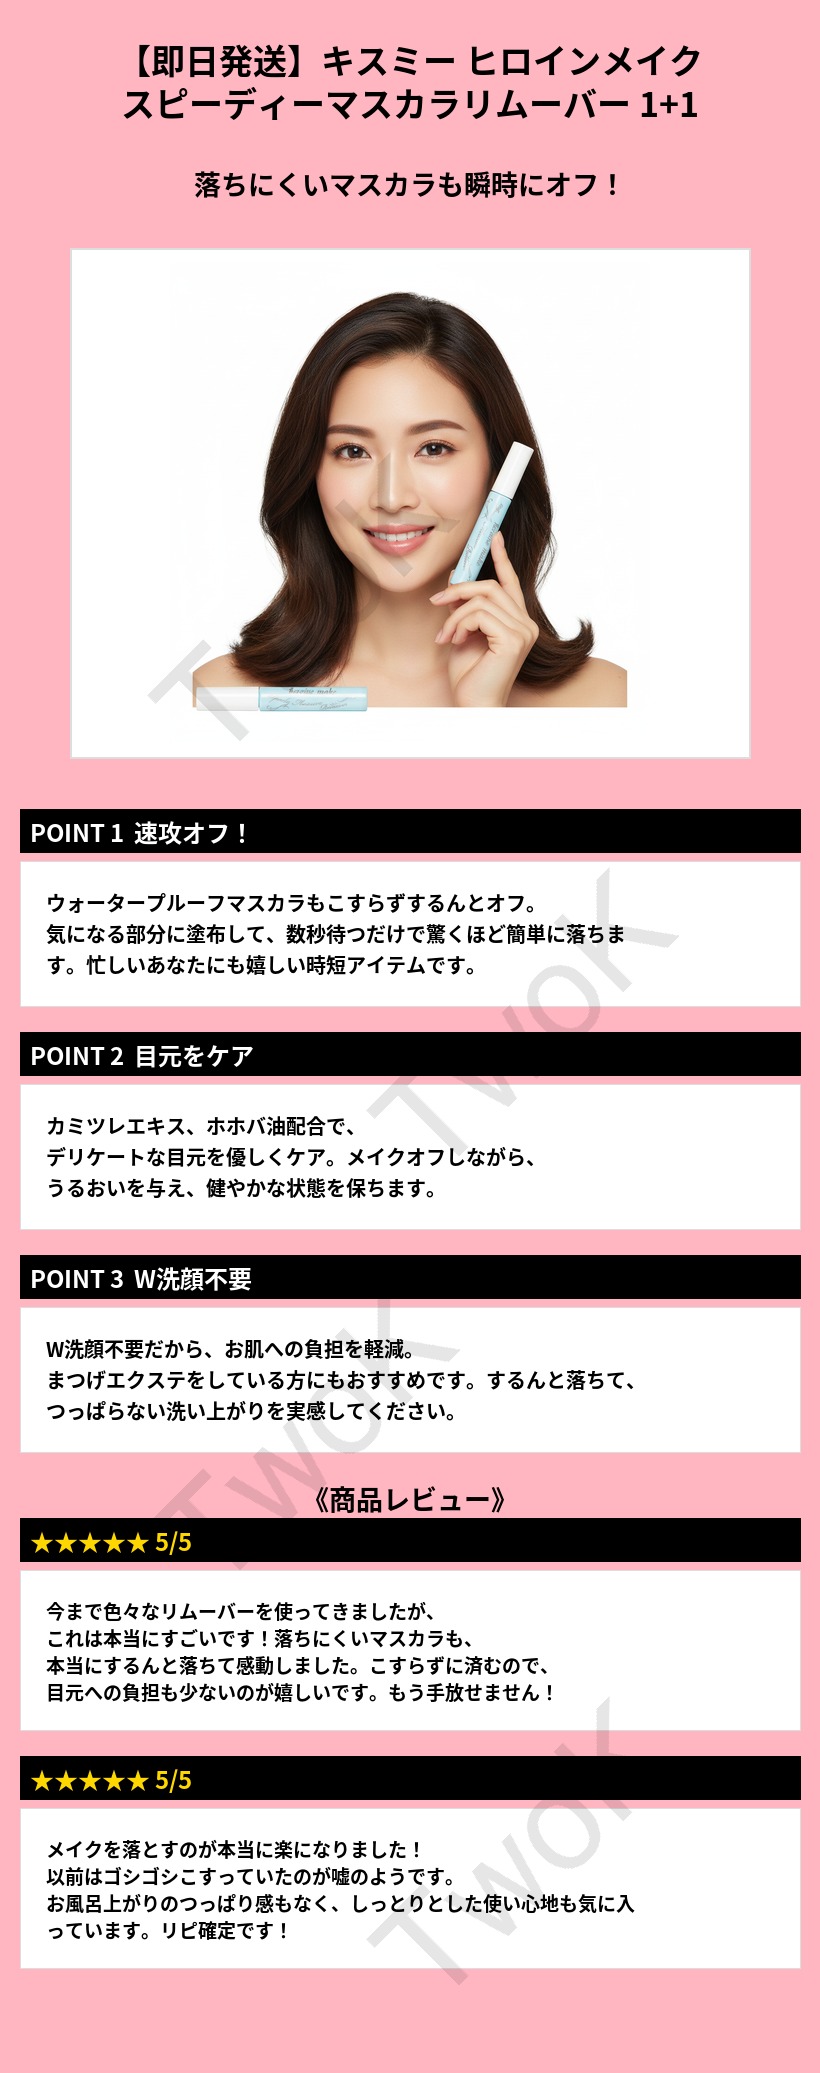 【即日発送】キスミー ヒロインメイク
スピーディーマスカラリムーバー 1+1
落ちにくいマスカラも瞬時にオフ！
heroine make
POINT 1 速攻オフ！
ウォータープルーフマスカラもこすらずするんとオフ。
気になる部分に塗布して、数秒待つだけで驚くほど簡単に落ちま
す。忙しいあなたにも嬉しい時短アイテムです。
POINT 2 目元をケア
カミツレエキス、ホホバ油配合で、
デリケートな目元を優しくケア。メイクオフしながら、
うるおいを与え、健やかな状態を保ちます。
POINT 3 W洗顔不要
W洗顔不要だから、お肌への負担を軽減。
まつげエクステをしている方にもおすすめです。するんと落ちて、
つっぱらない洗い上がりを実感してください。
《商品レビュー》
★★★★★ 5/5
今まで色々なリムーバーを使ってきましたが、
これは本当にすごいです！落ちにくいマスカラも、
本当にするんと落ちて感動しました。こすらずに済むので、
目元への負担も少ないのが嬉しいです。もう手放せません！
★★★★★ 5/5
メイクを落とすのが本当に楽になりました！
以前はゴシゴシこすっていたのが嘘のようです。
お風呂上がりのつっぱり感もなく、しっとりとした使い心地も気に入
っています。リピ確定です！
TwoK
TwoK
TwoK
TwoK